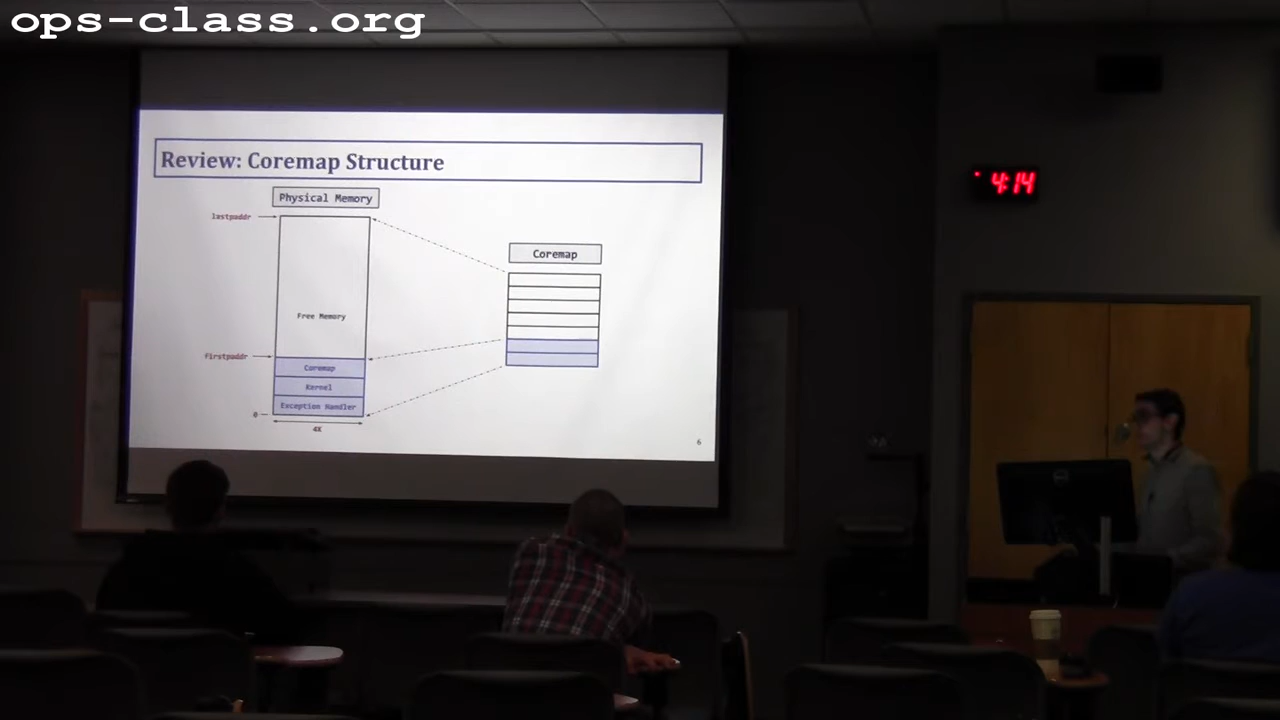 ops-class.org
Review: Coremap Structure
Physical Memory
lastpaddr
Coremap
Free Memory
firstpaddr
Coremap
Kernel
Exception Handler
0
4K
6
4:14